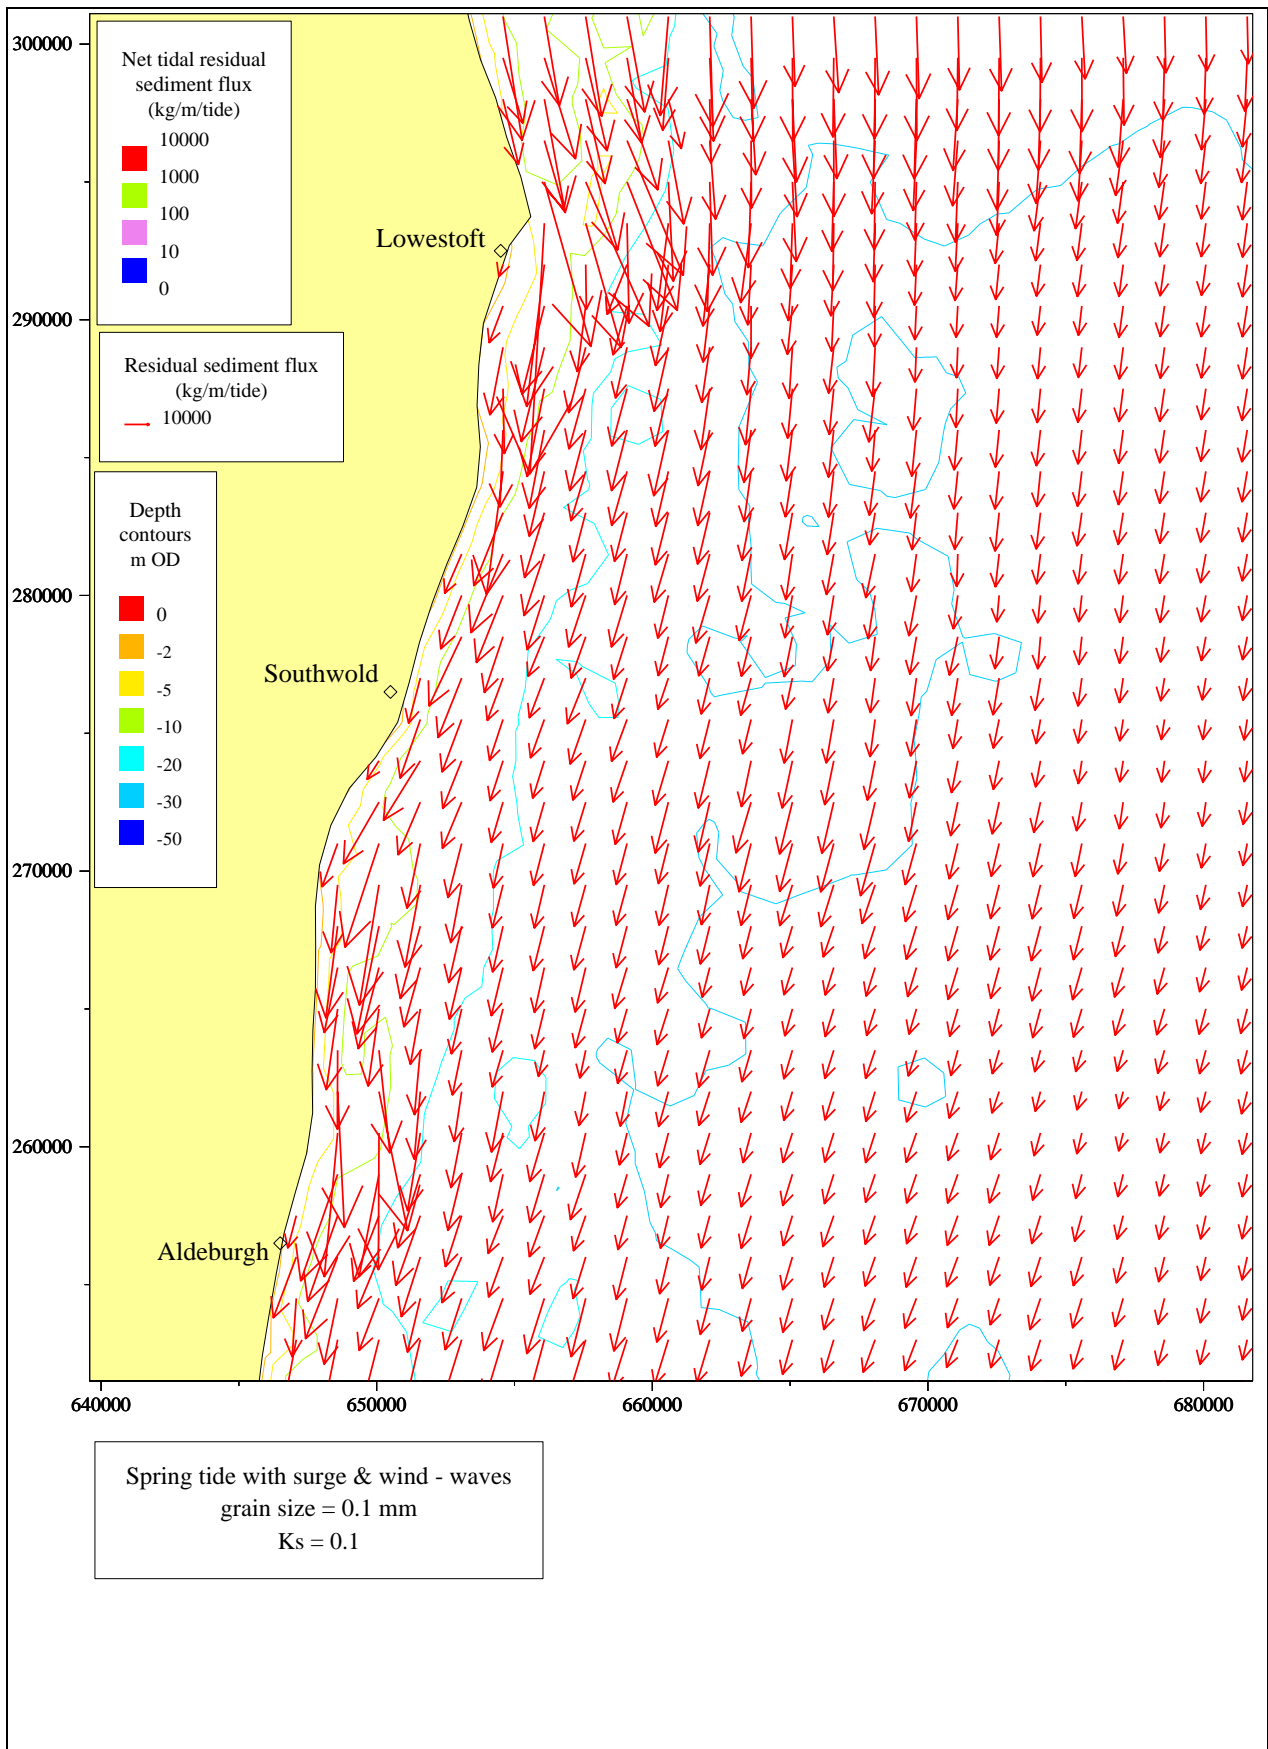 300000
290000
280000
270000
260000
Net tidal residual
sediment flux
(kg/m/tide)
10000
1000
100
10
0
Residual sediment flux
(kg/m/tide)
10000
Depth
contours
m OD
0
-2
-5
-10
-20
-30
-50
Lowestoft
Southwold
Aldeburgh
640000 650000 660000 670000 680000
Spring tide with surge & wind - waves
grain size = 0.1 mm
Ks = 0.1